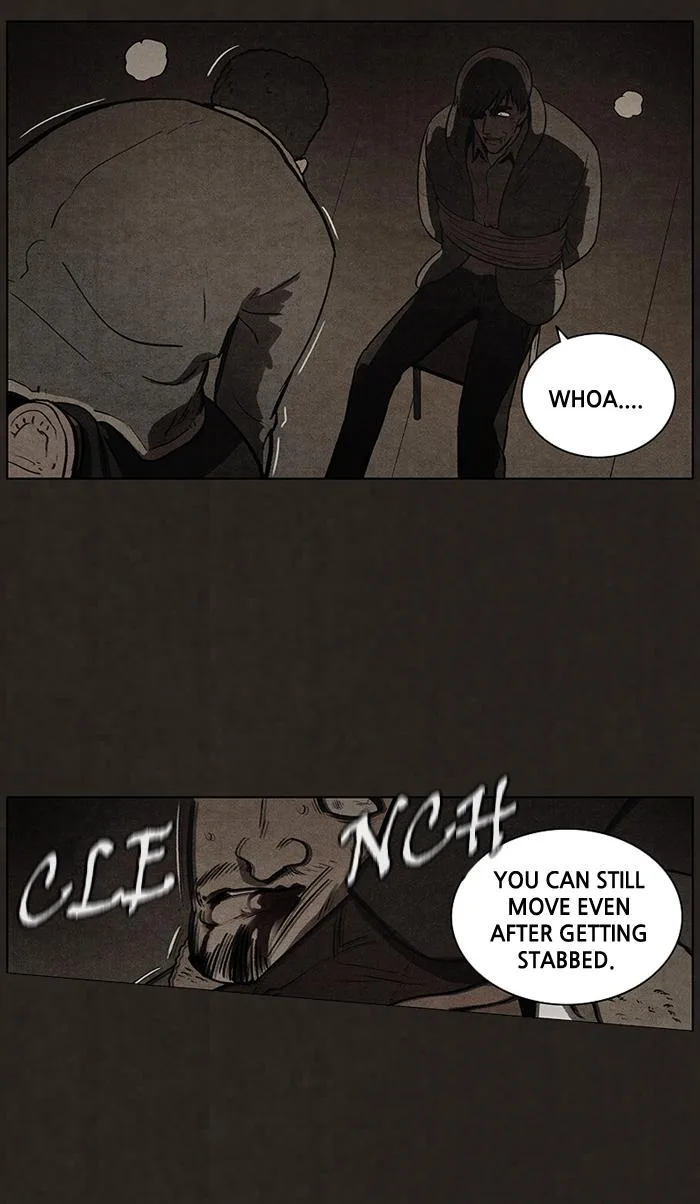 WHOA....
CLENCH
YOU CAN STILL
MOVE EVEN
AFTER GETTING
STABBED.